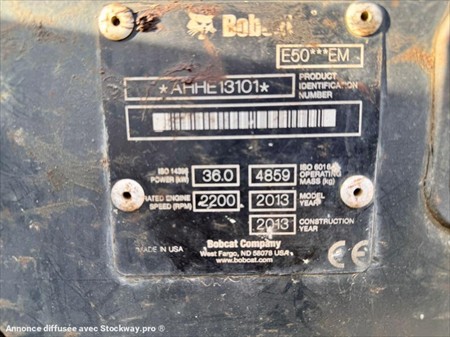 Bobcat
E50***EM
*AHHE13101*
PRODUCT IDENTIFICATION NUMBER
ISO 14396 POWER (kW) 36.0 4859 ISO 6016 OPERATING MASS (kg)
RATED ENGINE SPEED (RPM) 2200 2013 MODEL YEAR
2013 CONSTRUCTION YEAR
MADE IN USA
Bobcat Company
West Fargo, ND 58078 USA
www.bobcat.com
CE CE
Annonce diffusée avec Stockway.pro ®